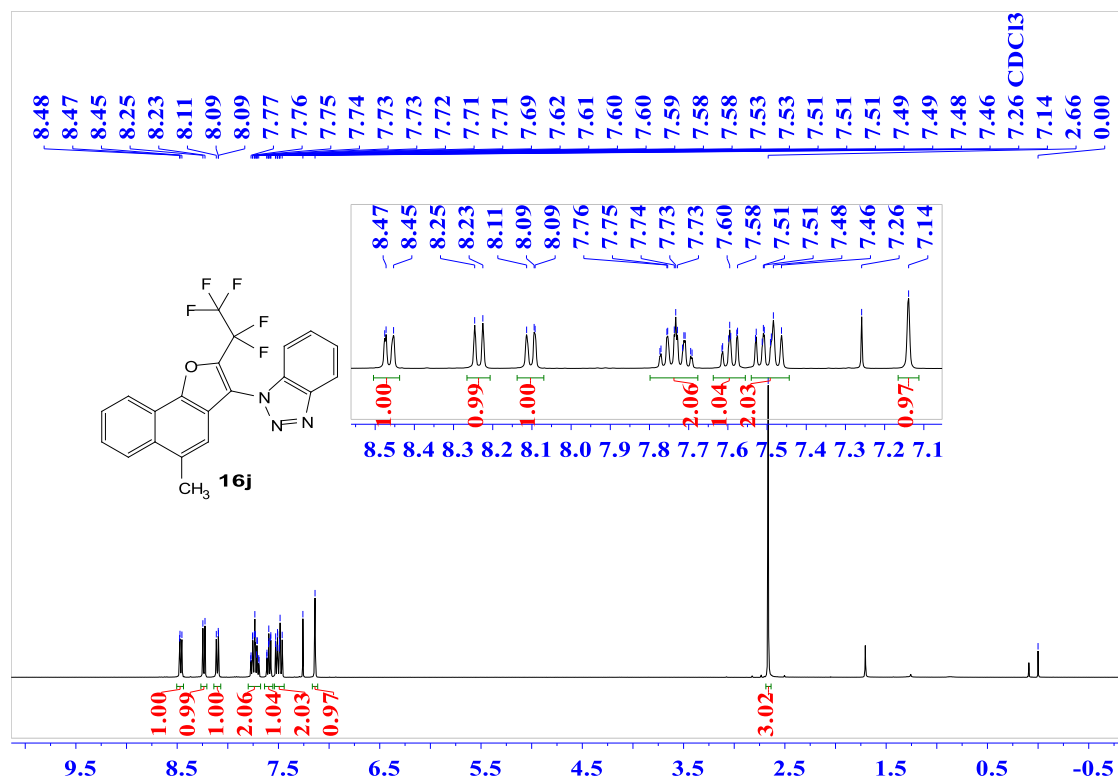 8.48 8.47 8.45 8.25 8.23 8.11 8.09 8.09 7.77 7.76 7.75 7.74 7.73 7.73 7.72 7.71 7.71 7.69 7.62 7.61 7.60 7.60 7.59 7.58 7.58 7.53 7.53 7.51 7.51 7.51 7.49 7.49 7.48 7.46 7.26 CDCl3 7.14 2.66 0.00
8.47 8.45 8.25 8.23 8.11 8.09 8.09 7.76 7.75 7.74 7.73 7.73 7.60 7.58 7.51 7.51 7.48 7.46 7.26 7.14
F
F F
F
F
O
N
N=N
CH3
16j
1.00 0.99 1.00 2.06 1.04 2.03 0.97
8.5 8.4 8.3 8.2 8.1 8.0 7.9 7.8 7.7 7.6 7.5 7.4 7.3 7.2 7.1
1.00 0.99 1.00 2.06 1.04 2.03 0.97 3.02
9.5 8.5 7.5 6.5 5.5 4.5 3.5 2.5 1.5 0.5 -0.5